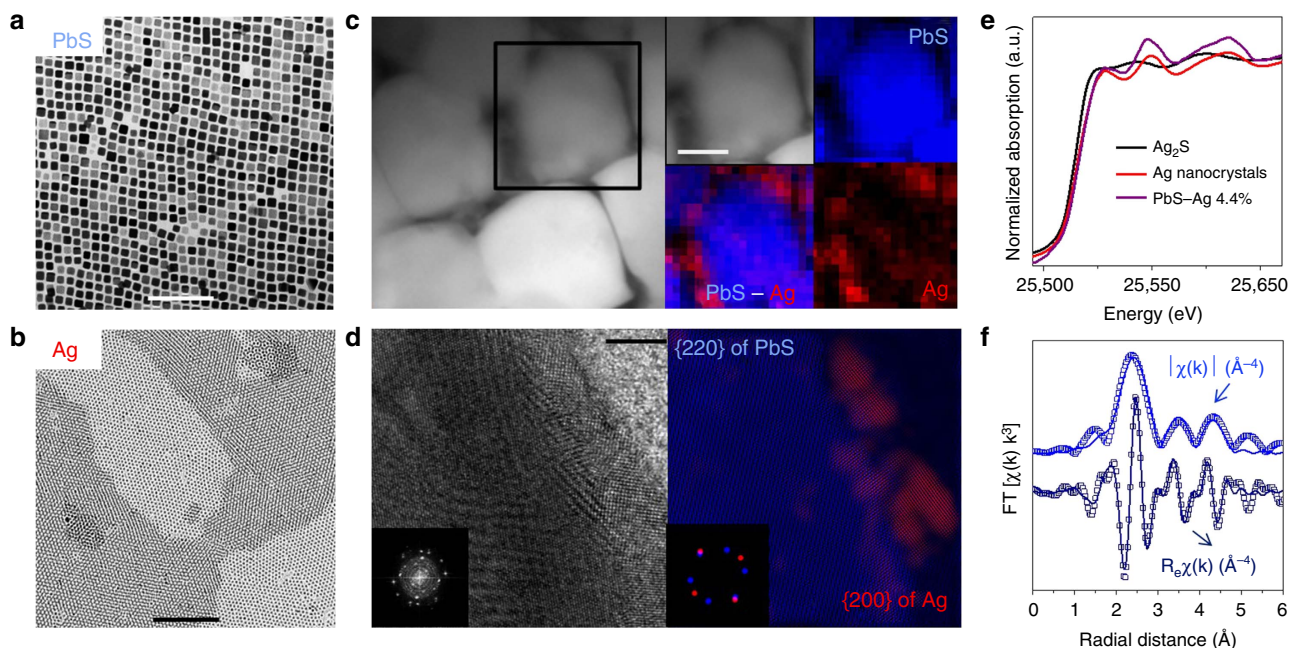 a
PbS
b
Ag
c
PbS
PbS – Ag
Ag
d
{220} of PbS
{200} of Ag
e
Normalized absorption (a.u.)
Ag₂S
Ag nanocrystals
PbS–Ag 4.4%
25,500
25,550
25,650
Energy (eV)
f
FT [χ(k) k³]
|χ(k)| (Å⁻⁴)
Rₑχ(k) (Å⁻⁴)
0 1 2 3 4 5 6
Radial distance (Å)